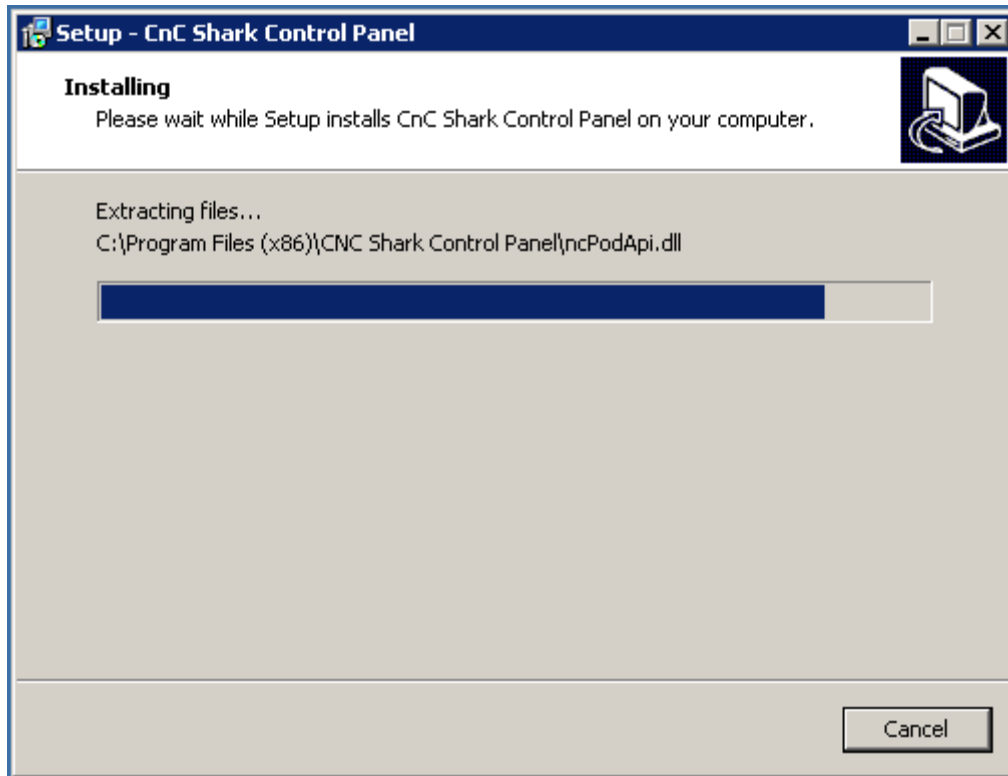 Setup - CnC Shark Control Panel
Installing
Please wait while Setup installs CnC Shark Control Panel on your computer.
Extracting files...
C:\Program Files (x86)\CNC Shark Control Panel\ncPodApi.dll
Cancel